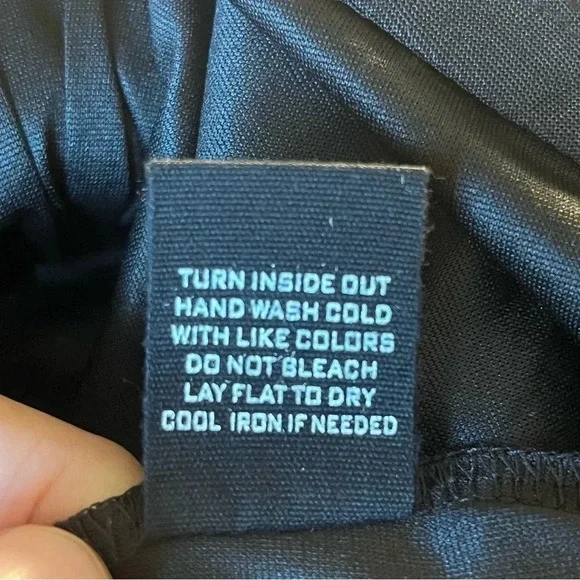 TURN INSIDE OUT
HAND WASH COLD
WITH LIKE COLORS
DO NOT BLEACH
LAY FLAT TO DRY
COOL IRON IF NEEDED